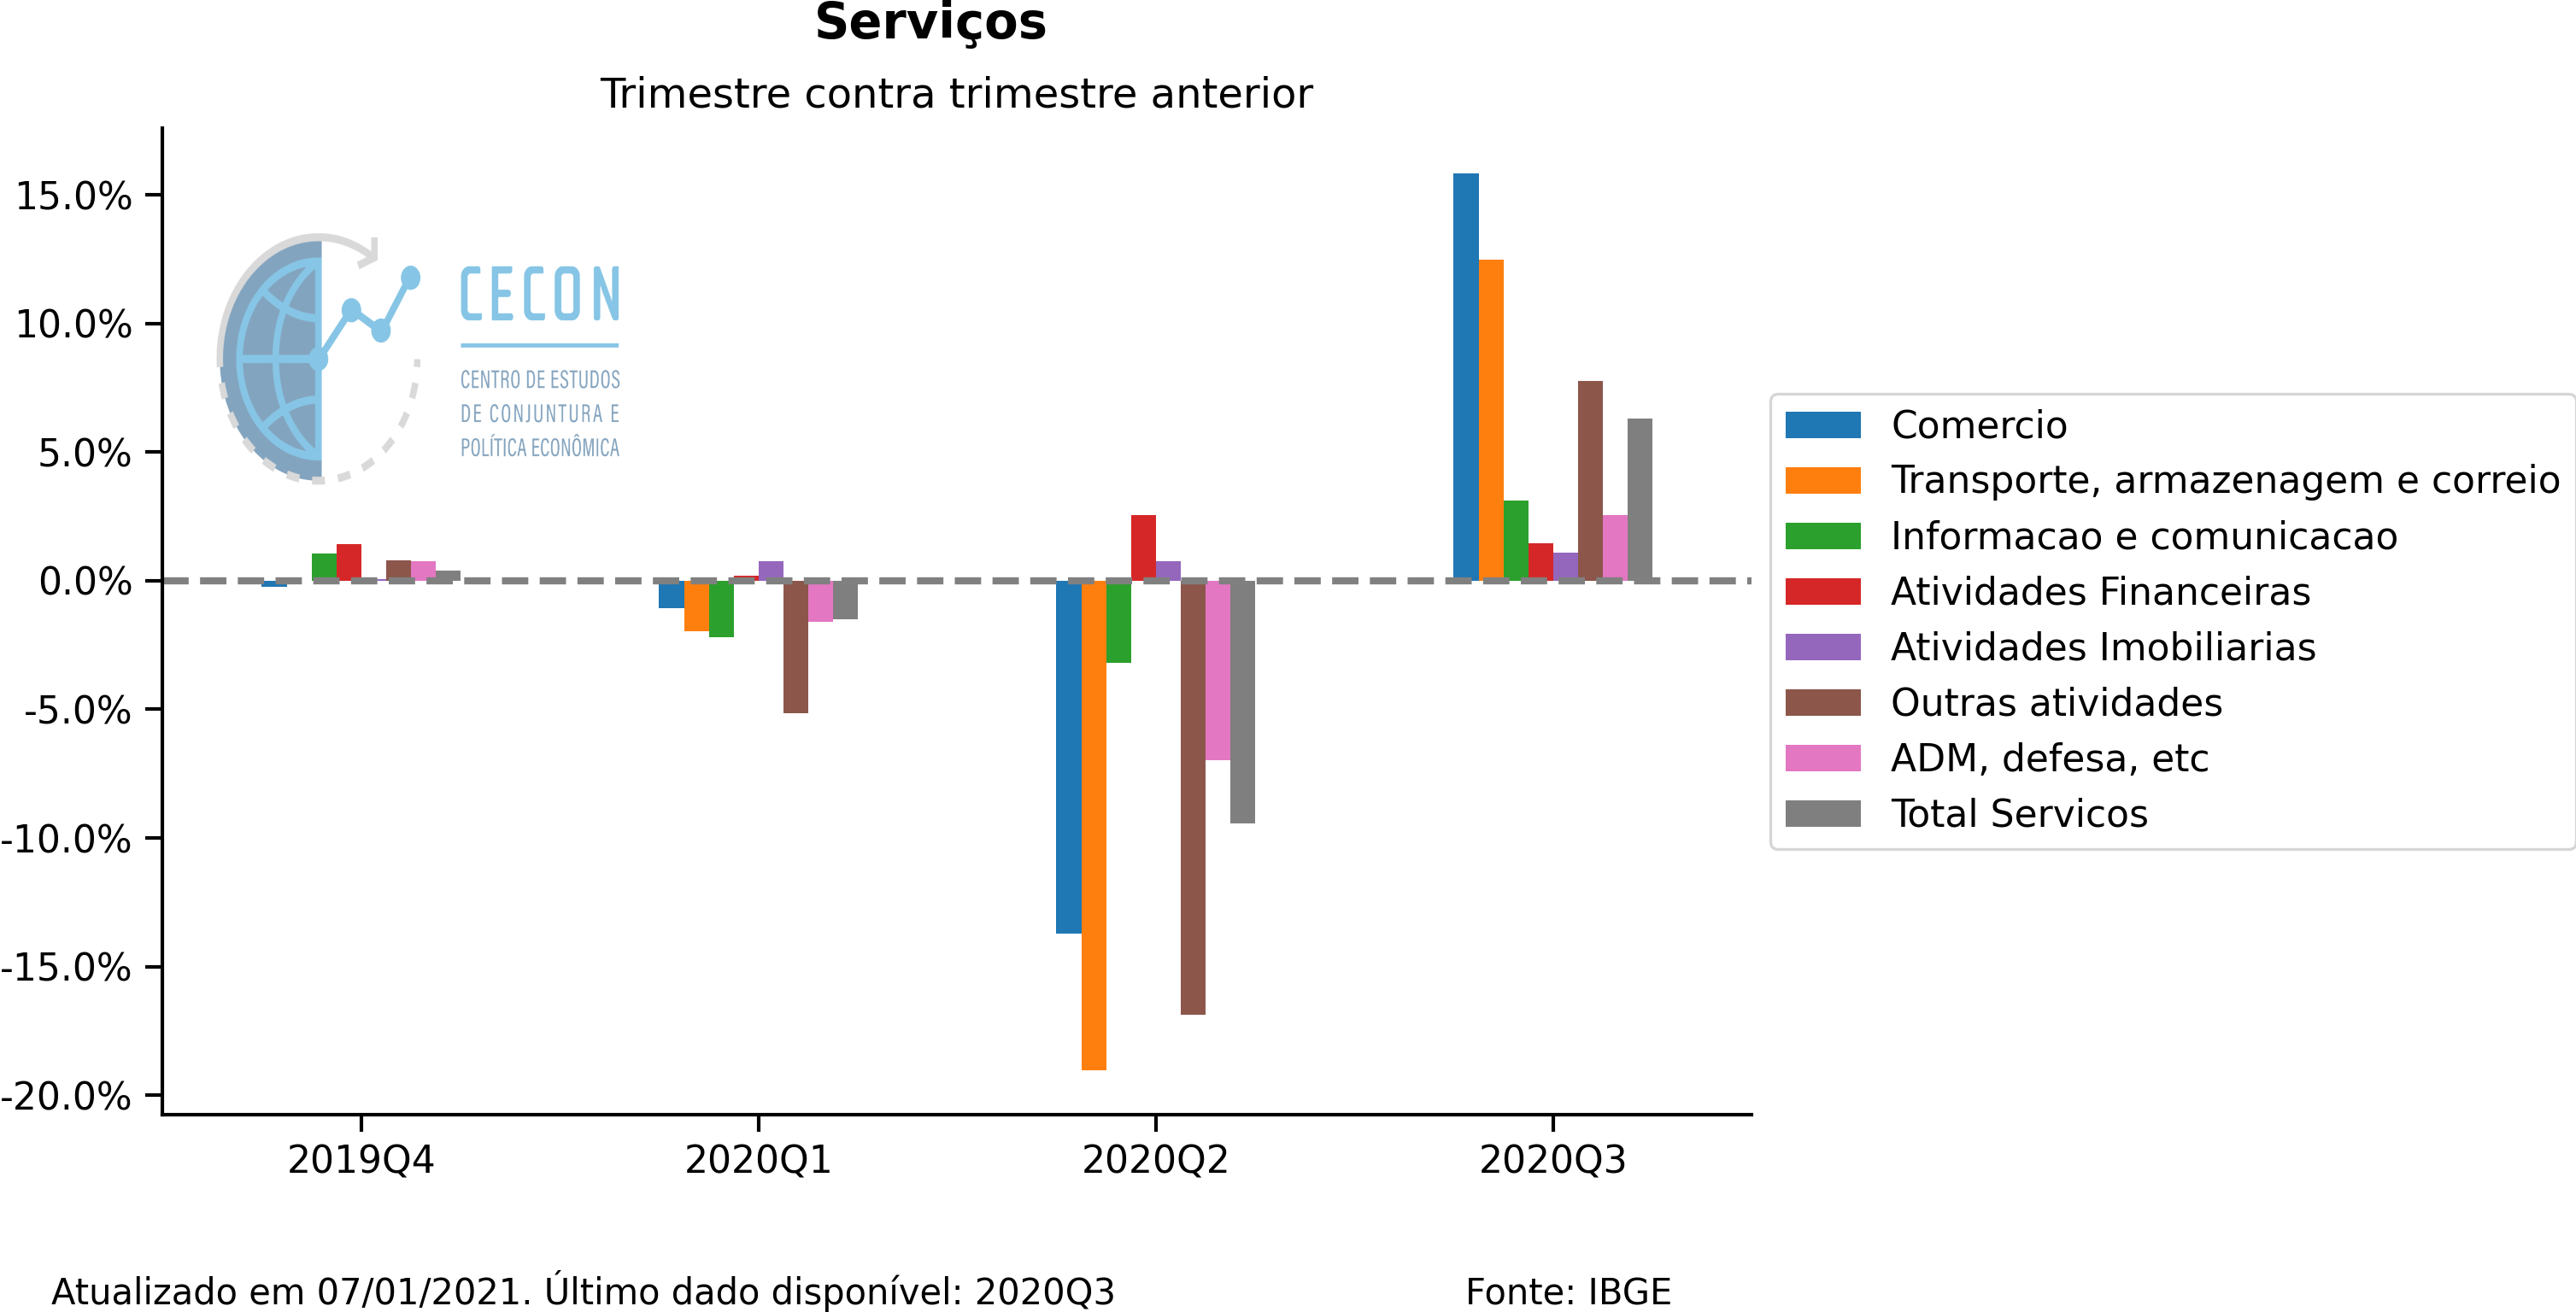 Serviços
Trimestre contra trimestre anterior
15.0%
10.0%
5.0%
0.0%
-5.0%
-10.0%
-15.0%
-20.0%
CECON
CENTRO DE ESTUDOS
DE CONJUNTURA E
POLÍTICA ECONÔMICA
Comercio
Transporte, armazenagem e correio
Informacao e comunicacao
Atividades Financeiras
Atividades Imobiliarias
Outras atividades
ADM, defesa, etc
Total Servicos
2019Q4 2020Q1 2020Q2 2020Q3
Atualizado em 07/01/2021. Último dado disponível: 2020Q3 Fonte: IBGE